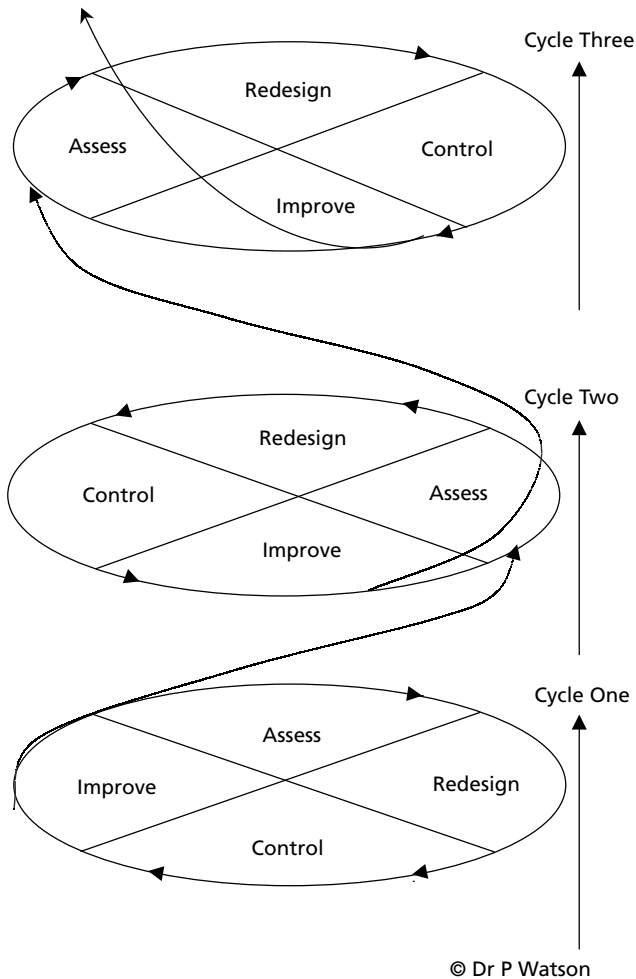 Cycle Three
Redesign
Assess
Control
Improve
Cycle Two
Redesign
Control
Assess
Improve
Cycle One
Assess
Improve
Redesign
Control
© Dr P Watson